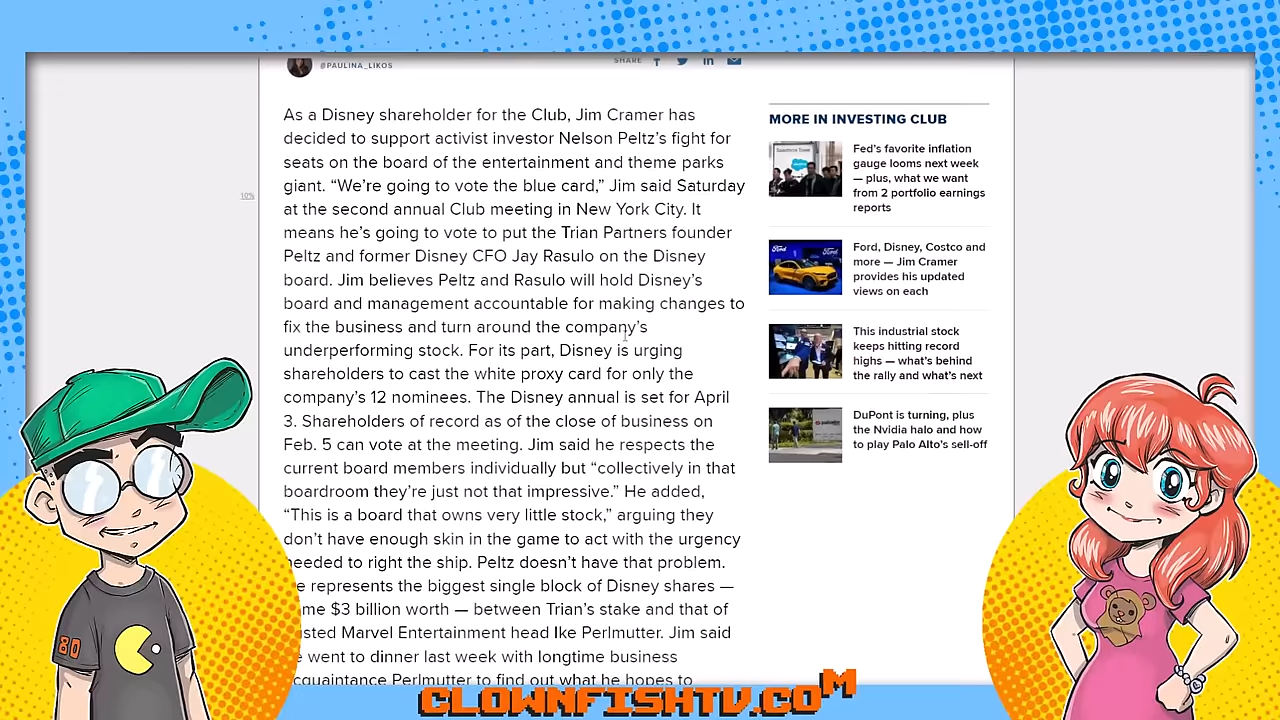 @PAULINA_LIKOS
SHARE
10%
As a Disney shareholder for the Club, Jim Cramer has
decided to support activist investor Nelson Peltz’s fight for
seats on the board of the entertainment and theme parks
giant. “We’re going to vote the blue card,” Jim said Saturday
at the second annual Club meeting in New York City. It
means he’s going to vote to put the Trian Partners founder
Peltz and former Disney CFO Jay Rasulo on the Disney
board. Jim believes Peltz and Rasulo will hold Disney’s
board and management accountable for making changes to
fix the business and turn around the company’s
underperforming stock. For its part, Disney is urging
shareholders to cast the white proxy card for only the
company’s 12 nominees. The Disney annual is set for April
3. Shareholders of record as of the close of business on
Feb. 5 can vote at the meeting. Jim said he respects the
current board members individually but “collectively in that
boardroom they’re just not that impressive.” He added,
“This is a board that owns very little stock,” arguing they
don’t have enough skin in the game to act with the urgency
needed to right the ship. Peltz doesn’t have that problem.
represents the biggest single block of Disney shares —
$3 billion worth — between Trian’s stake and that of
Marvel Entertainment head Ike Perlmutter. Jim said
went to dinner last week with longtime business
Perlmutter to find out what he hopes to
MORE IN INVESTING CLUB
Fed’s favorite inflation
gauge looms next week
— plus, what we want
from 2 portfolio earnings
reports
Ford, Disney, Costco and
more — Jim Cramer
provides his updated
views on each
This industrial stock
keeps hitting record
highs — what’s behind
the rally and what’s next
DuPont is turning, plus
the Nvidia halo and how
to play Palo Alto’s sell-off
80
CLOWNFISHTV.COM